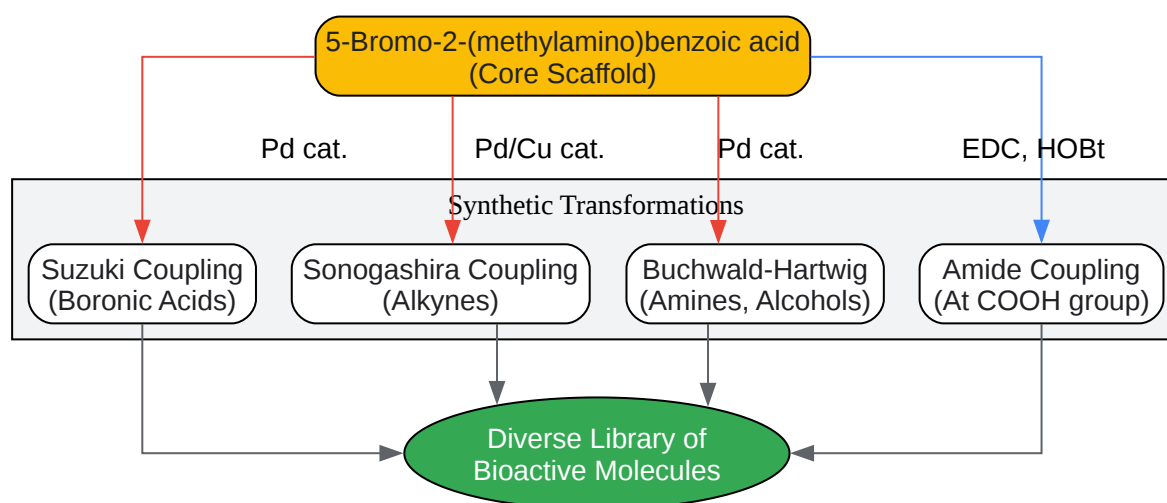 5-Bromo-2-(methylamino)benzoic acid
(Core Scaffold)
Pd cat.
Pd/Cu cat.
Pd cat.
EDC, HOBt
Synthetic Transformations
Suzuki Coupling
(Boronic Acids)
Sonogashira Coupling
(Alkynes)
Buchwald-Hartwig
(Amines, Alcohols)
Amide Coupling
(At COOH group)
Diverse Library of
Bioactive Molecules